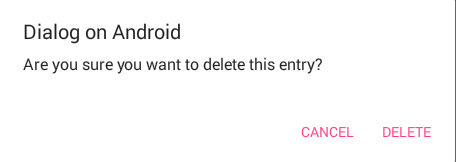 Dialog on Android
Are you sure you want to delete this entry?
CANCEL DELETE